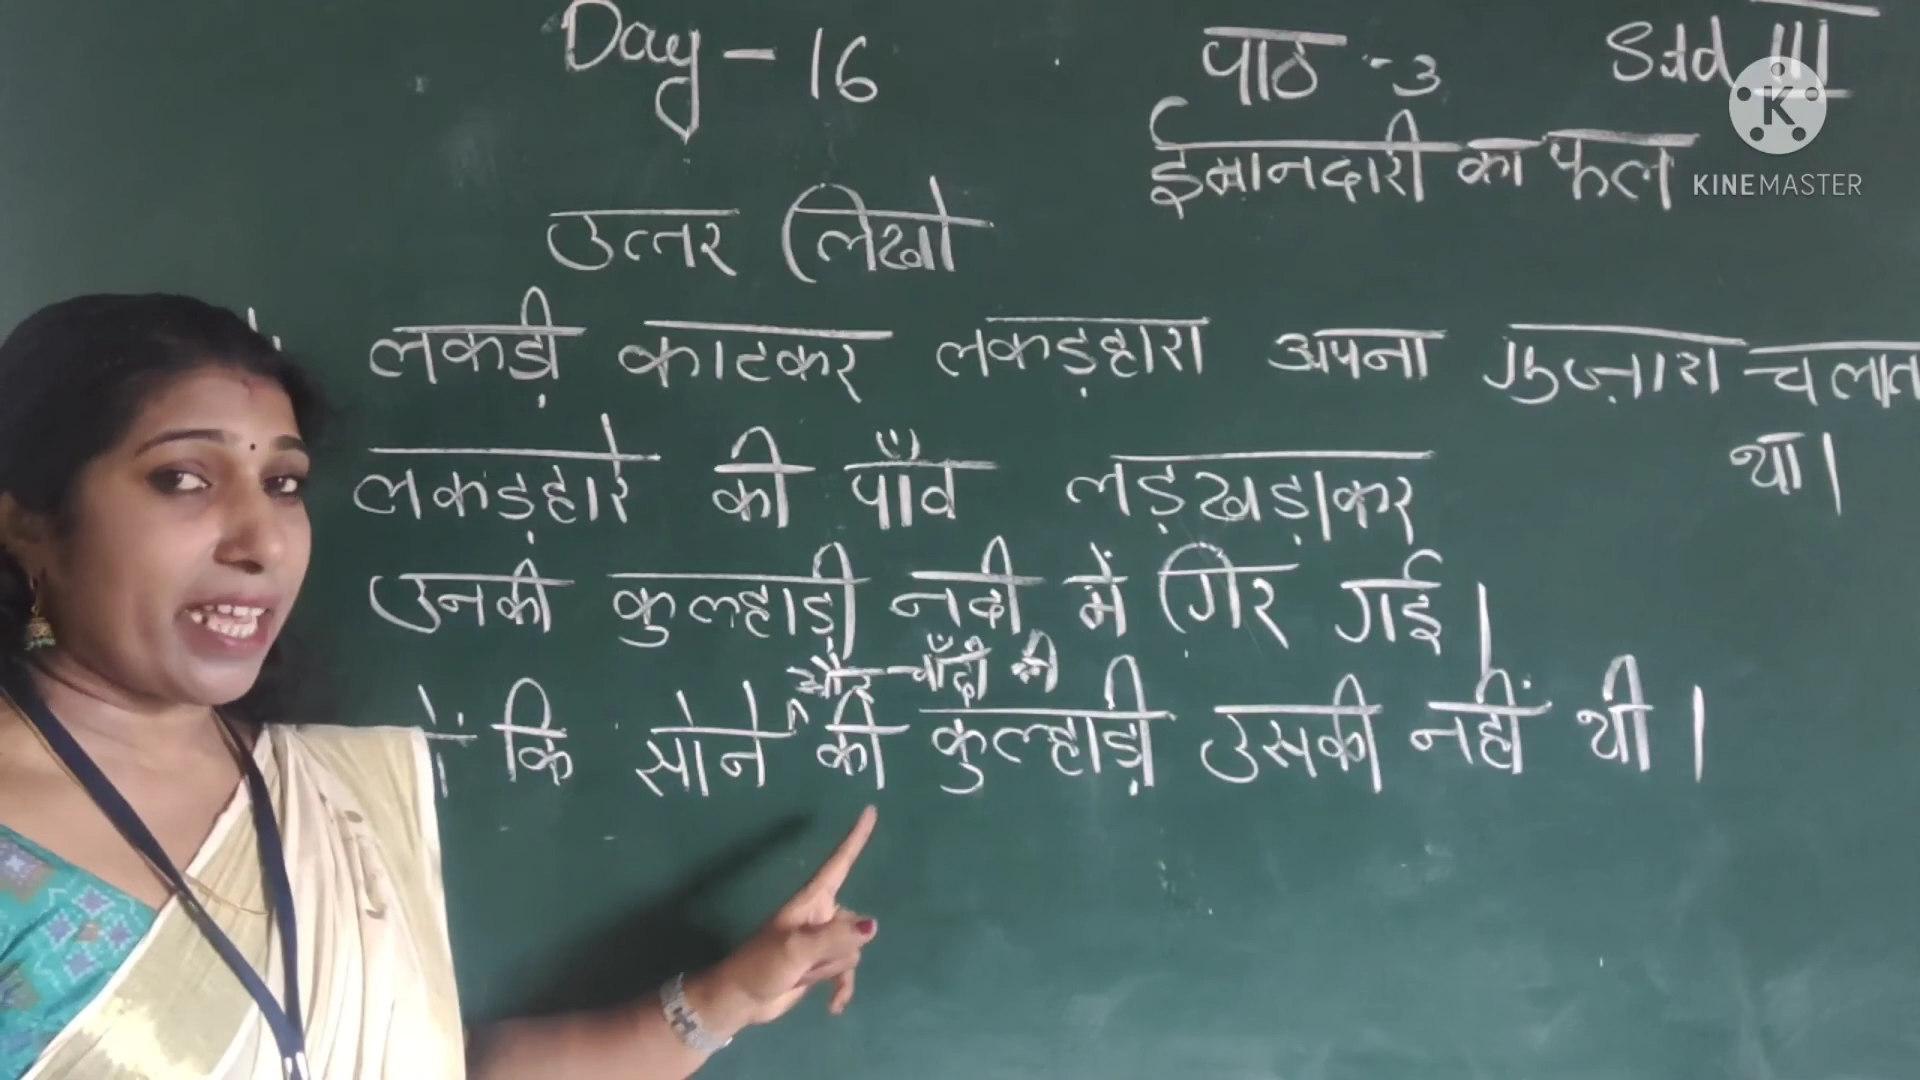 Day - 16
पाठ - 3
Std III
ईमानदारी का फल
उत्तर लिखो
लकड़ी काटकर लकड़हारा अपना गुज़ारा चलात
था।
लकड़हारे की पाँव लड़खड़ाकर
उनकी कुल्हाड़ी नदी में गिर गई।
और चाँदी की
कि सोने की कुल्हाड़ी उसकी नहीं थी।
KINEMASTER